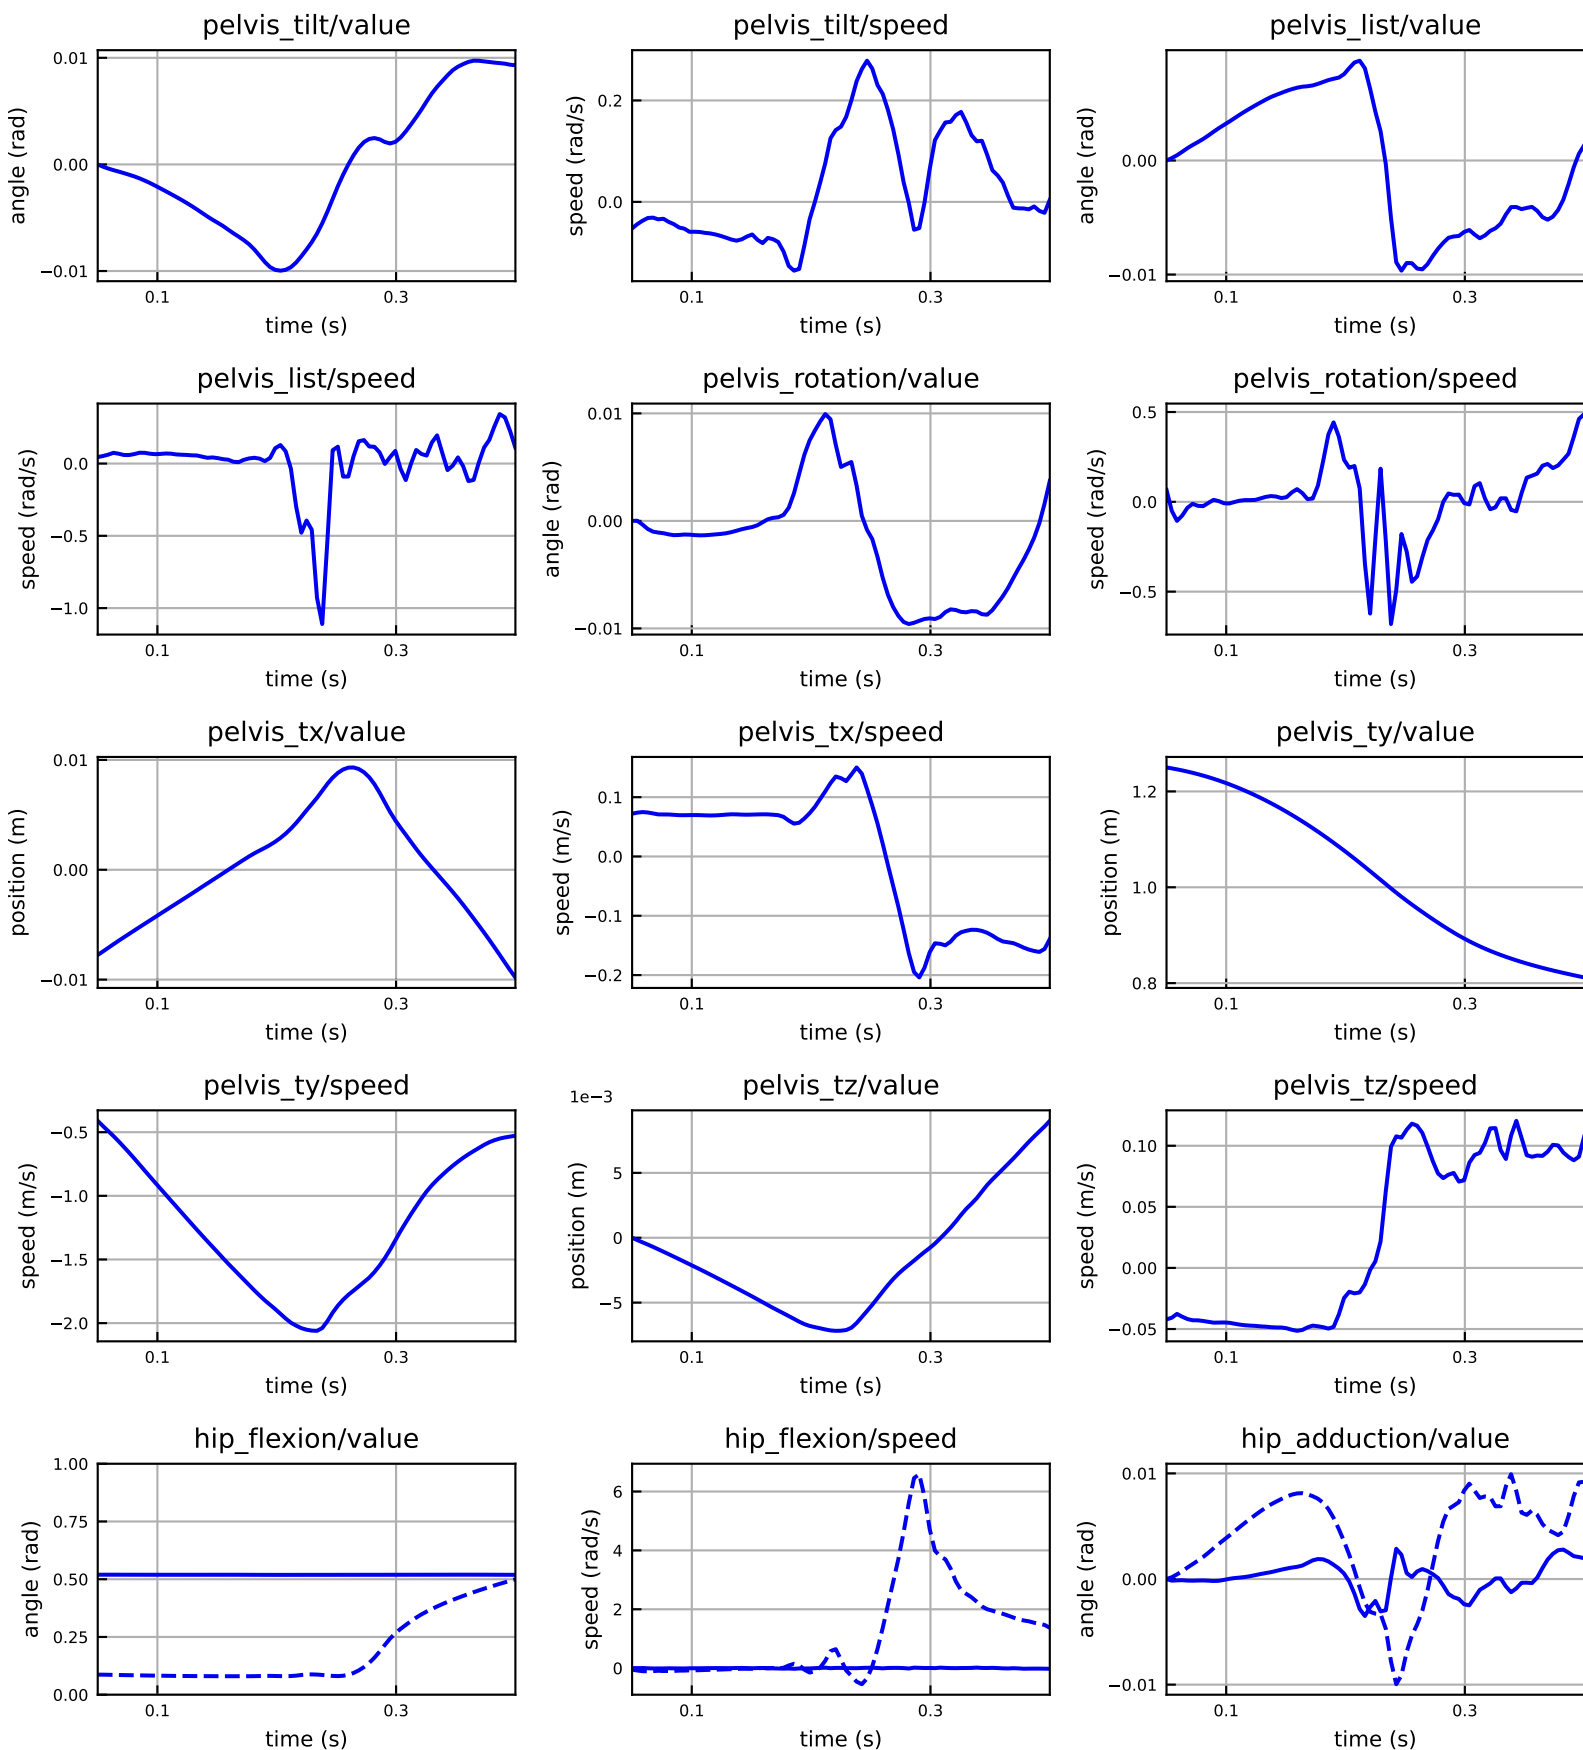 pelvis_tilt/value
pelvis_tilt/speed
pelvis_list/value
angle (rad)
0.01
0.00
−0.01
0.1
0.3
time (s)
speed (rad/s)
0.2
0.0
0.1
0.3
time (s)
angle (rad)
0.00
−0.01
0.1
0.3
time (s)
pelvis_list/speed
pelvis_rotation/value
pelvis_rotation/speed
speed (rad/s)
0.0
−0.5
−1.0
0.1
0.3
time (s)
angle (rad)
0.01
0.00
−0.01
0.1
0.3
time (s)
speed (rad/s)
0.5
0.0
−0.5
0.1
0.3
time (s)
pelvis_tx/value
pelvis_tx/speed
pelvis_ty/value
position (m)
0.01
0.00
−0.01
0.1
0.3
time (s)
speed (m/s)
0.1
0.0
−0.1
−0.2
0.1
0.3
time (s)
position (m)
1.2
1.0
0.8
0.1
0.3
time (s)
pelvis_ty/speed
pelvis_tz/value
pelvis_tz/speed
speed (m/s)
−0.5
−1.0
−1.5
−2.0
0.1
0.3
time (s)
1e−3
position (m)
5
0
−5
0.1
0.3
time (s)
speed (m/s)
0.10
0.05
0.00
−0.05
0.1
0.3
time (s)
hip_flexion/value
hip_flexion/speed
hip_adduction/value
angle (rad)
1.00
0.75
0.50
0.25
0.00
0.1
0.3
time (s)
speed (rad/s)
6
4
2
0
0.1
0.3
time (s)
angle (rad)
0.01
0.00
−0.01
0.1
0.3
time (s)